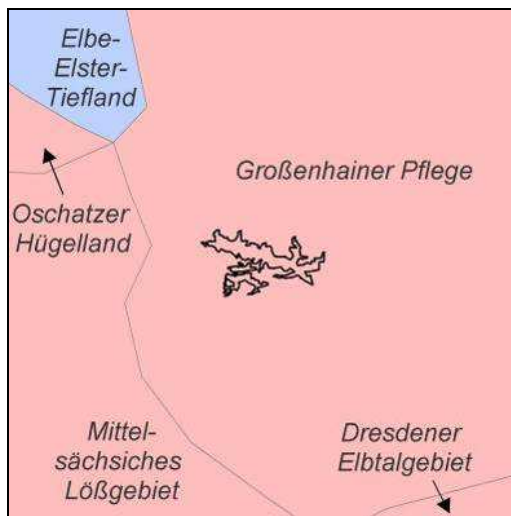 Elbe-
Elster-
Tiefland
Großenhainer Pflege
Oschatzer
Hügelland
Mittel-
sächsiches
Lößgebiet
Dresdener
Elbtalgebiet